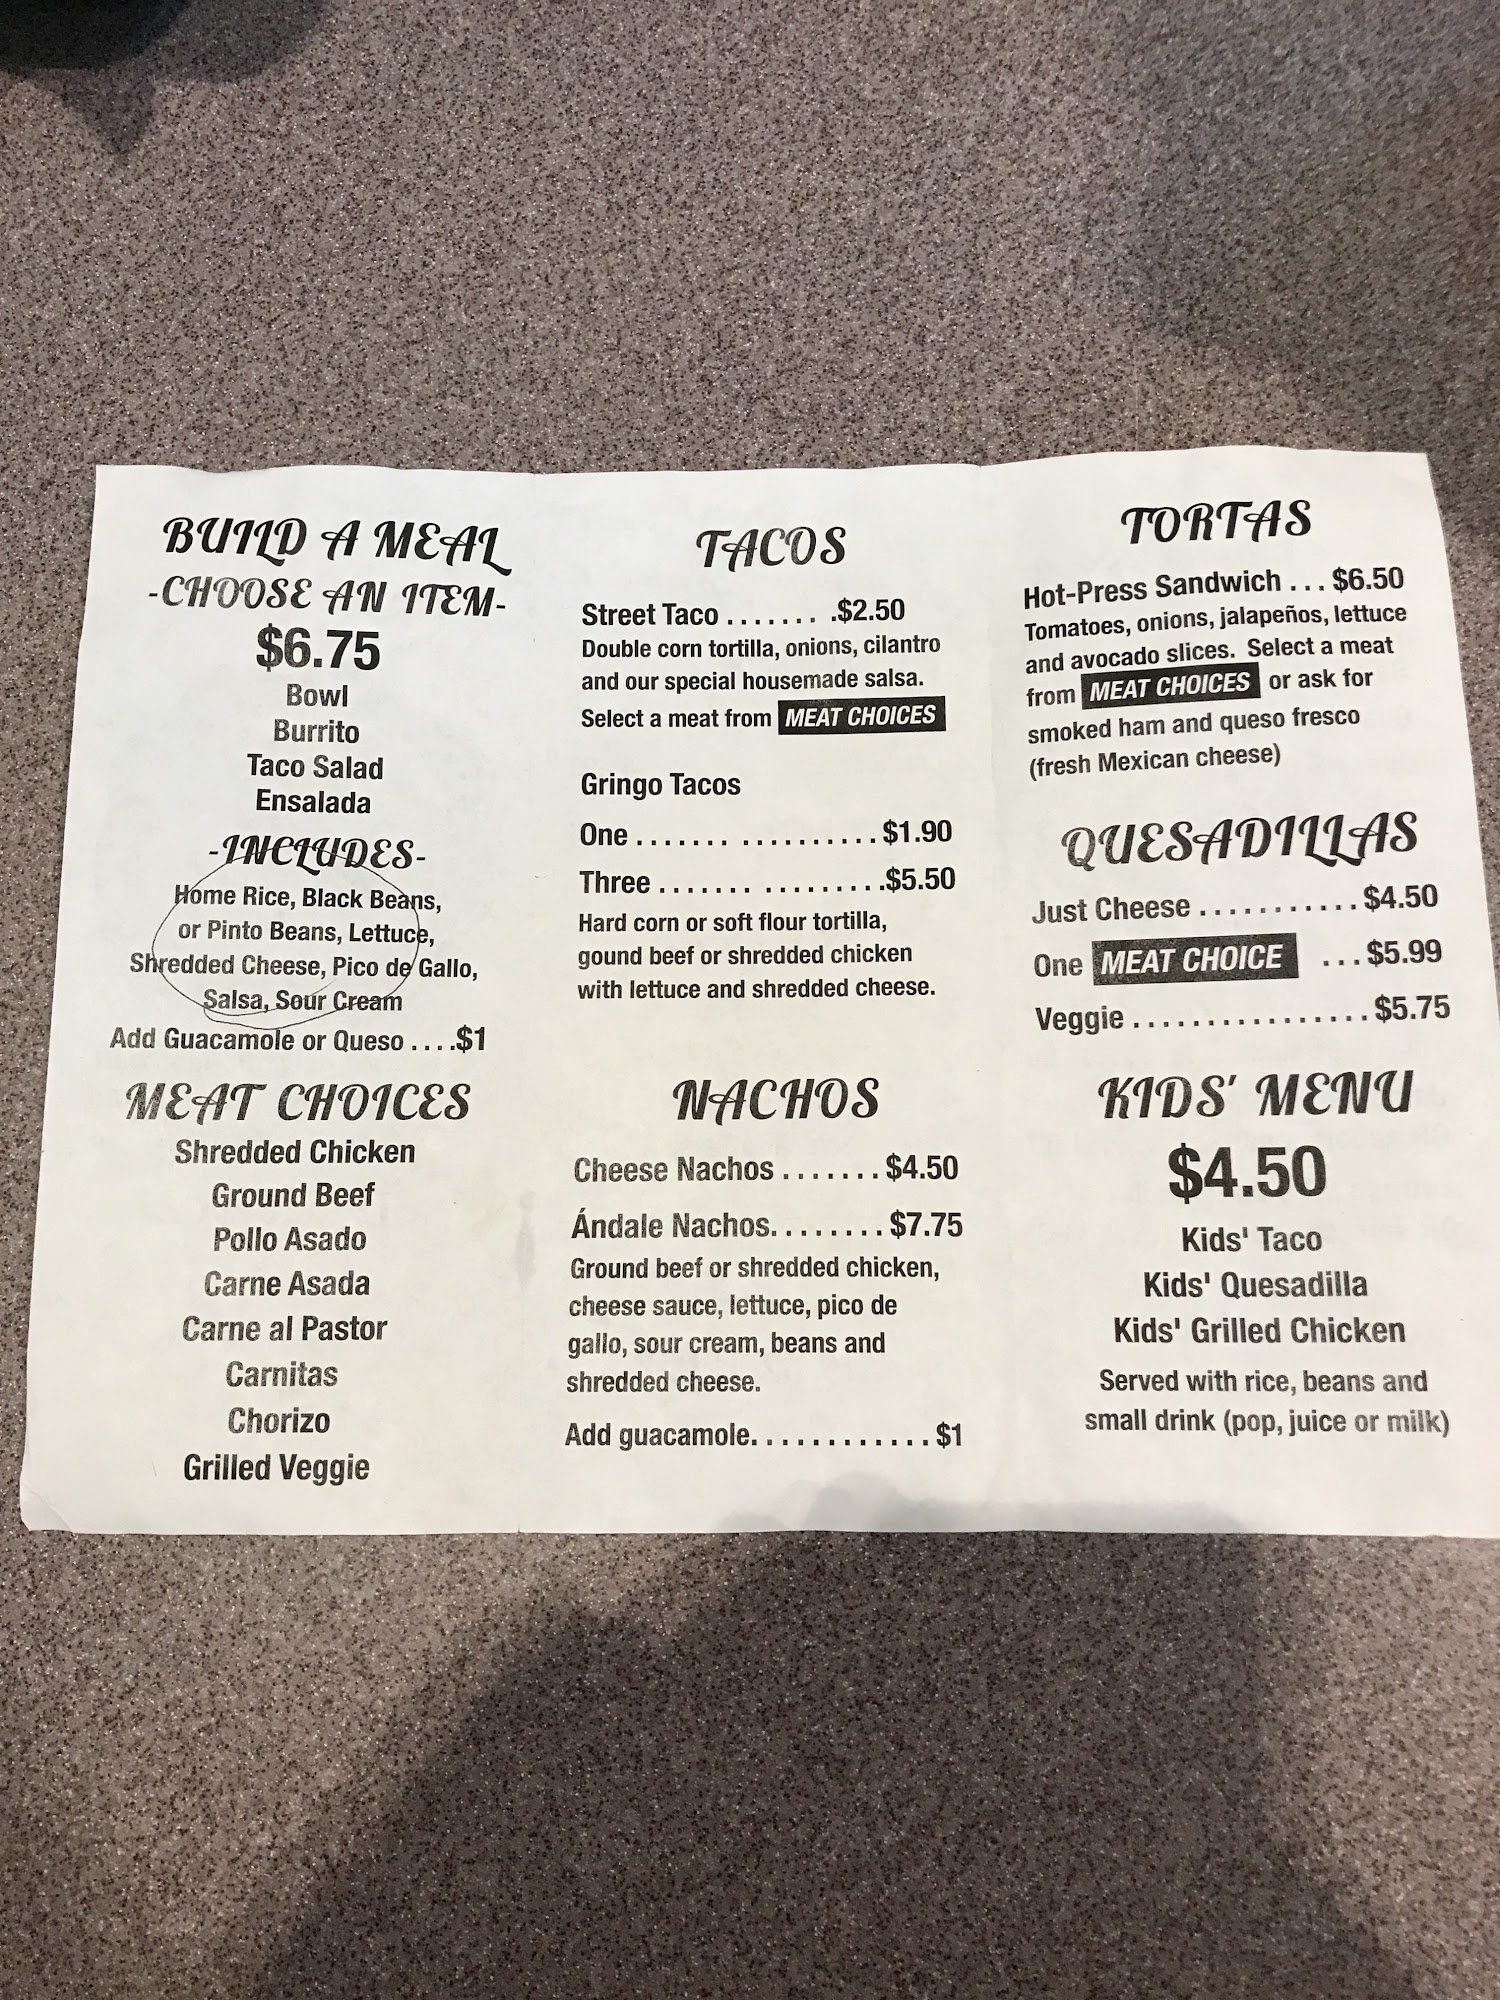 BUILD A MEAL
-CHOOSE AN ITEM-
$6.75
Bowl
Burrito
Taco Salad
Ensalada
-INCLUDES-
Home Rice, Black Beans,
or Pinto Beans, Lettuce,
Shredded Cheese, Pico de Gallo,
Salsa, Sour Cream
Add Guacamole or Queso ....$1
MEAT CHOICES
Shredded Chicken
Ground Beef
Pollo Asado
Carne Asada
Carne al Pastor
Carnitas
Chorizo
Grilled Veggie
TACOS
Street Taco ....... .$2.50
Double corn tortilla, onions, cilantro
and our special housemade salsa.
Select a meat from MEAT CHOICES
Gringo Tacos
One ....... ..........$1.90
Three ....... .........$5.50
Hard corn or soft flour tortilla,
gound beef or shredded chicken
with lettuce and shredded cheese.
NACHOS
Cheese Nachos .......$4.50
Ándale Nachos........$7.75
Ground beef or shredded chicken,
cheese sauce, lettuce, pico de
gallo, sour cream, beans and
shredded cheese.
Add guacamole............$1
TORTAS
Hot-Press Sandwich ...$6.50
Tomatoes, onions, jalapeños, lettuce
and avocado slices. Select a meat
from MEAT CHOICES or ask for
smoked ham and queso fresco
(fresh Mexican cheese)
QUESADILLAS
Just Cheese ...........$4.50
One MEAT CHOICE ...$5.99
Veggie ................$5.75
KIDS' MENU
$4.50
Kids' Taco
Kids' Quesadilla
Kids' Grilled Chicken
Served with rice, beans and
small drink (pop, juice or milk)